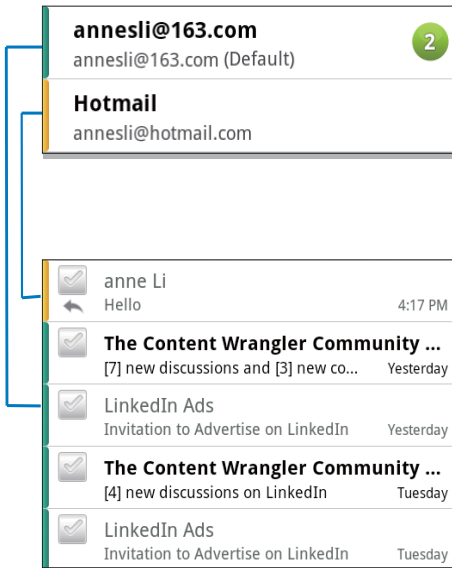 annesli@163.com
2
annesli@163.com (Default)
Hotmail
annesli@hotmail.com
anne Li
Hello 4:17 PM
The Content Wrangler Community ...
[7] new discussions and [3] new co... Yesterday
LinkedIn Ads
Invitation to Advertise on LinkedIn Yesterday
The Content Wrangler Community ...
[4] new discussions on LinkedIn Tuesday
LinkedIn Ads
Invitation to Advertise on LinkedIn Tuesday